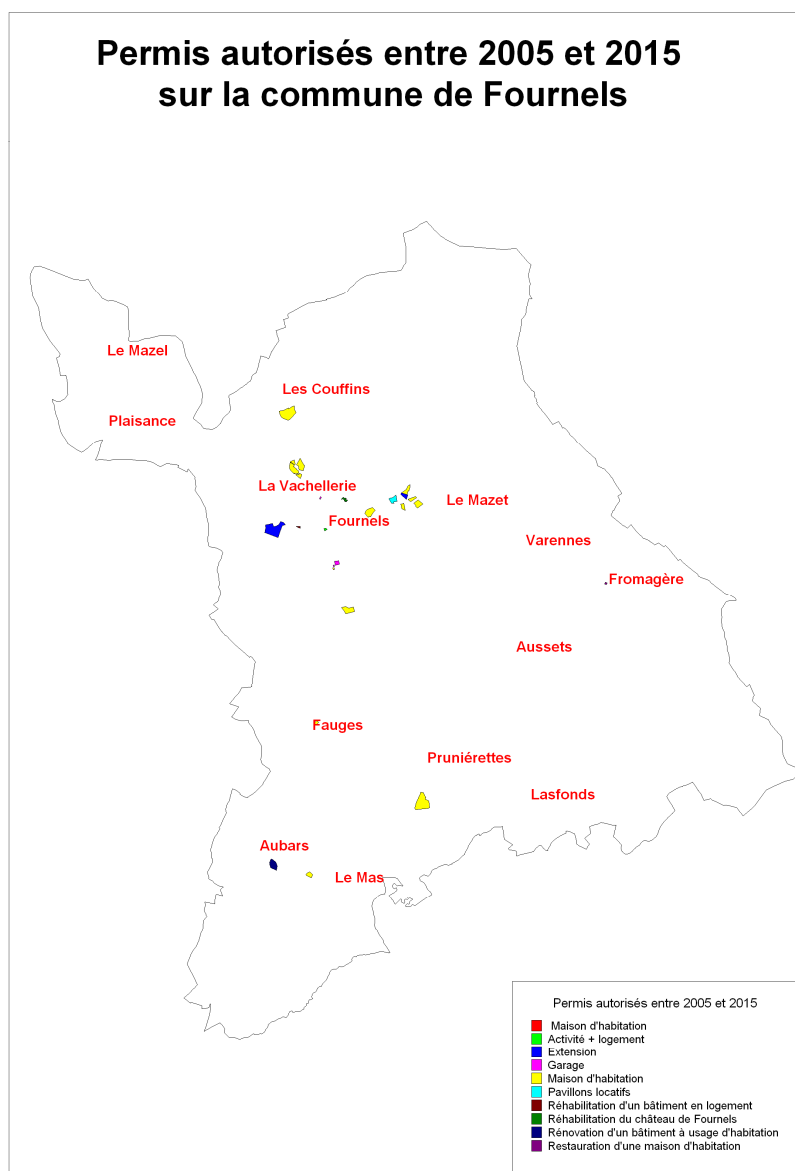 Permis autorisés entre 2005 et 2015
sur la commune de Fournels
Le Mazel
Les Couffins
Plaisance
La Vachellerie
Le Mazet
Fournels
Varennes
Fromagère
Aussets
Fauges
Pruniérettes
Lasfonds
Aubars
Le Mas
Permis autorisés entre 2005 et 2015
Maison d'habitation
Activité + logement
Extension
Garage
Maison d'habitation
Pavillons locatifs
Réhabilitation d'un bâtiment en logement
Réhabilitation du château de Fournels
Rénovation d'un bâtiment à usage d'habitation
Restauration d'une maison d'habitation